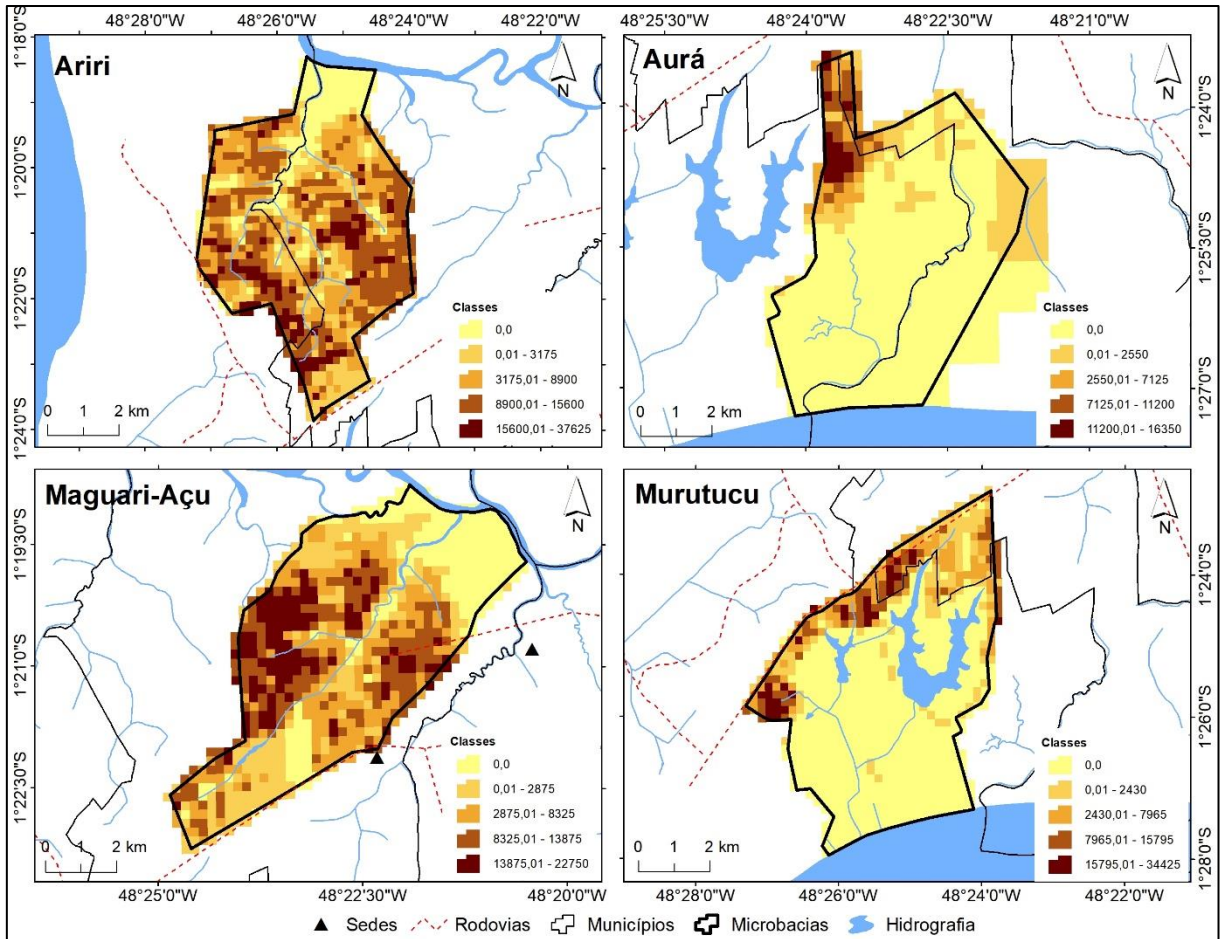 48°28'0"W 48°26'0"W 48°24'0"W 48°22'0"W
48°25'30"W 48°24'0"W 48°22'30"W 48°21'0"W
1°18'0"S
1°20'0"S
1°22'0"S
1°24'0"S
Ariri
N
Classes
0,0
0,01 - 3175
3175,01 - 8900
8900,01 - 15600
15600,01 - 37625
0 1 2 km
Aurá
N
1°24'0"S
1°25'30"S
1°27'0"S
Classes
0,0
0,01 - 2550
2550,01 - 7125
7125,01 - 11200
11200,01 - 16350
0 1 2 km
Maguari-Açu
N
1°19'30"S
1°21'0"S
1°22'30"S
Classes
0,0
0,01 - 2875
2875,01 - 8325
8325,01 - 13875
13875,01 - 22750
0 1 2 km
Murutucu
N
1°24'0"S
1°26'0"S
1°28'0"S
Classes
0,0
0,01 - 2430
2430,01 - 7965
7965,01 - 15795
15795,01 - 34425
0 1 2 km
48°25'0"W 48°22'30"W 48°20'0"W
48°28'0"W 48°26'0"W 48°24'0"W 48°22'0"W
Sedes Rodovias Municípios Microbacias Hidrografia